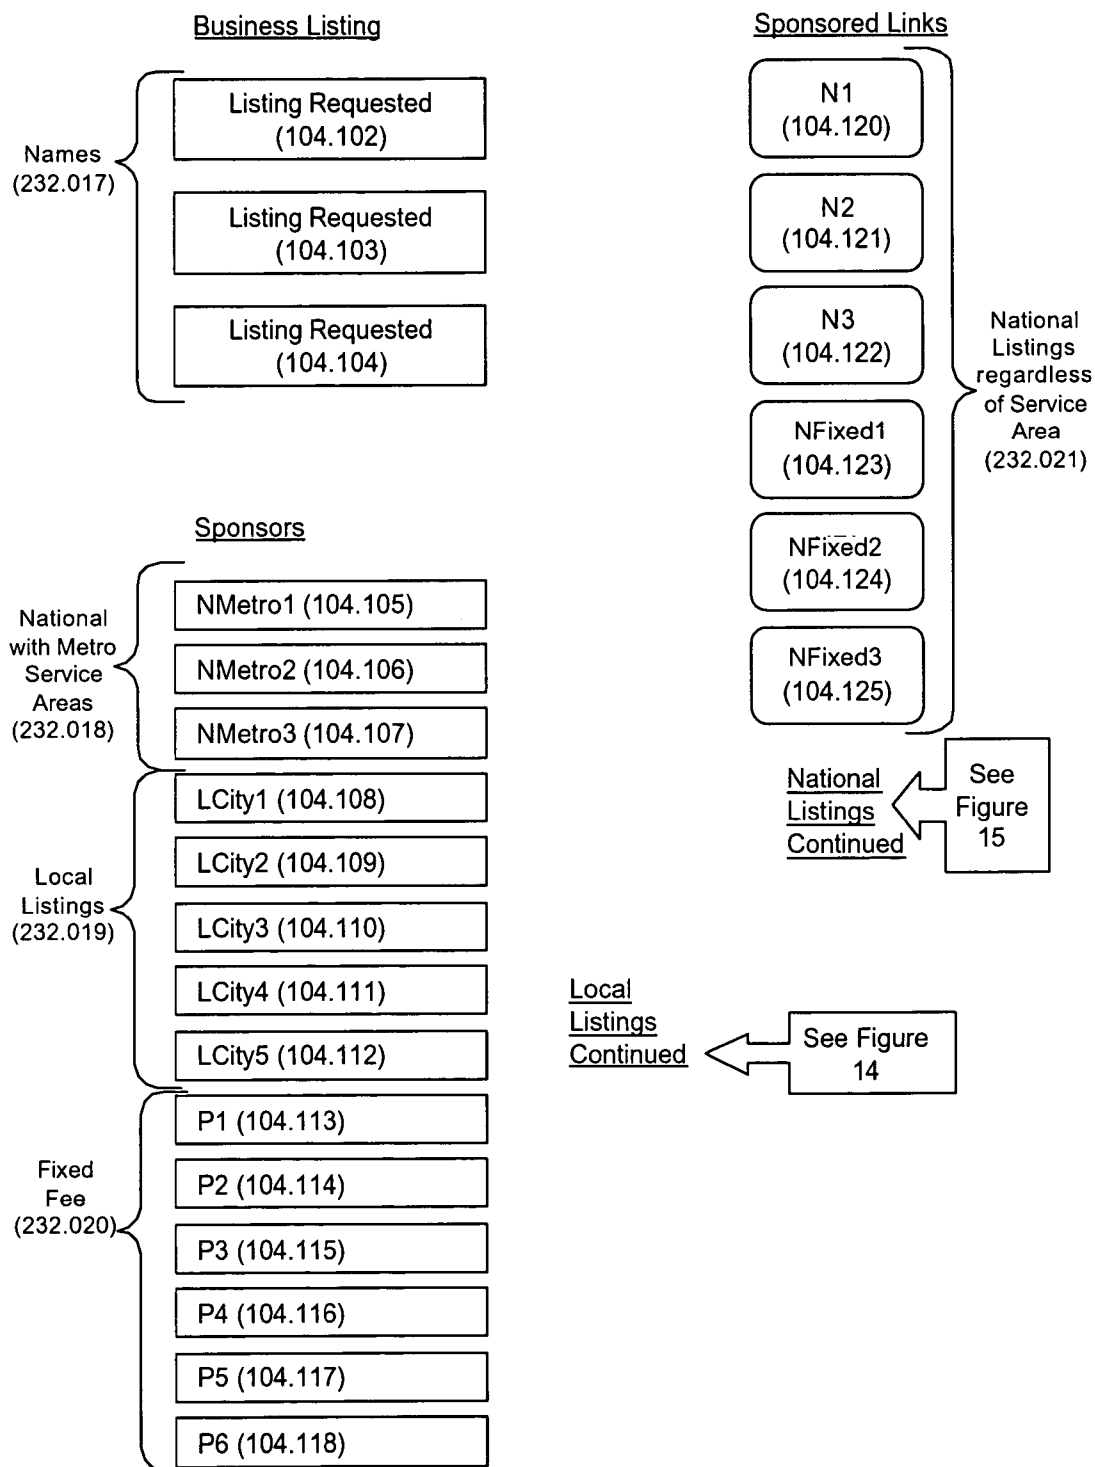 Business Listing
Names
(232.017)
Listing Requested
(104.102)
Listing Requested
(104.103)
Listing Requested
(104.104)
Sponsors
National
with Metro
Service
Areas
(232.018)
NMetro1 (104.105)
NMetro2 (104.106)
NMetro3 (104.107)
Local
Listings
(232.019)
LCity1 (104.108)
LCity2 (104.109)
LCity3 (104.110)
LCity4 (104.111)
LCity5 (104.112)
Fixed
Fee
(232.020)
P1 (104.113)
P2 (104.114)
P3 (104.115)
P4 (104.116)
P5 (104.117)
P6 (104.118)
Sponsored Links
N1
(104.120)
N2
(104.121)
N3
(104.122)
NFixed1
(104.123)
NFixed2
(104.124)
NFixed3
(104.125)
National
Listings
regardless
of Service
Area
(232.021)
National
Listings
Continued
See
Figure
15
Local
Listings
Continued
See Figure
14